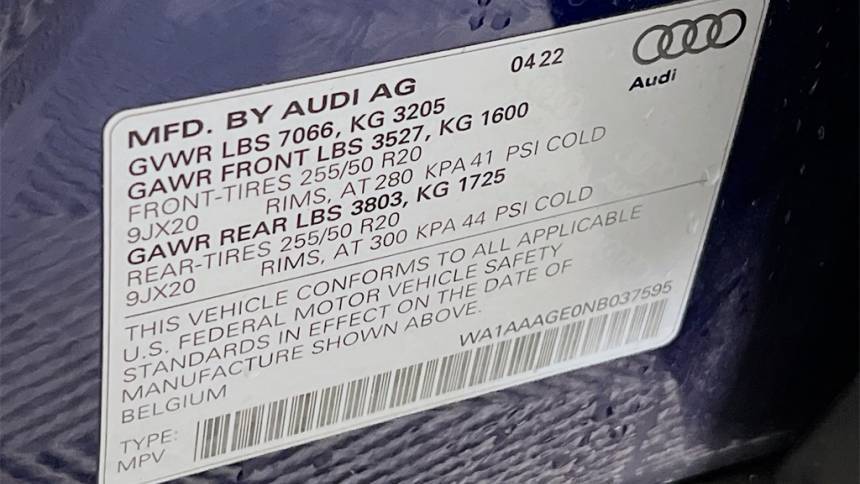 04 22
Audi
MFD. BY AUDI AG
GVWR LBS 7066, KG 3205
GAWR FRONT LBS 3527, KG 1600
FRONT-TIRES 255/50 R20
9JX20 RIMS, AT 280 KPA 41 PSI COLD
GAWR REAR LBS 3803, KG 1725
REAR-TIRES 255/50 R20
9JX20 RIMS, AT 300 KPA 44 PSI COLD
THIS VEHICLE CONFORMS TO ALL APPLICABLE
U.S. FEDERAL MOTOR VEHICLE SAFETY
STANDARDS IN EFFECT ON THE DATE OF
MANUFACTURE SHOWN ABOVE.
BELGIUM
WA1AAAGE0NB037595
TYPE:
MPV